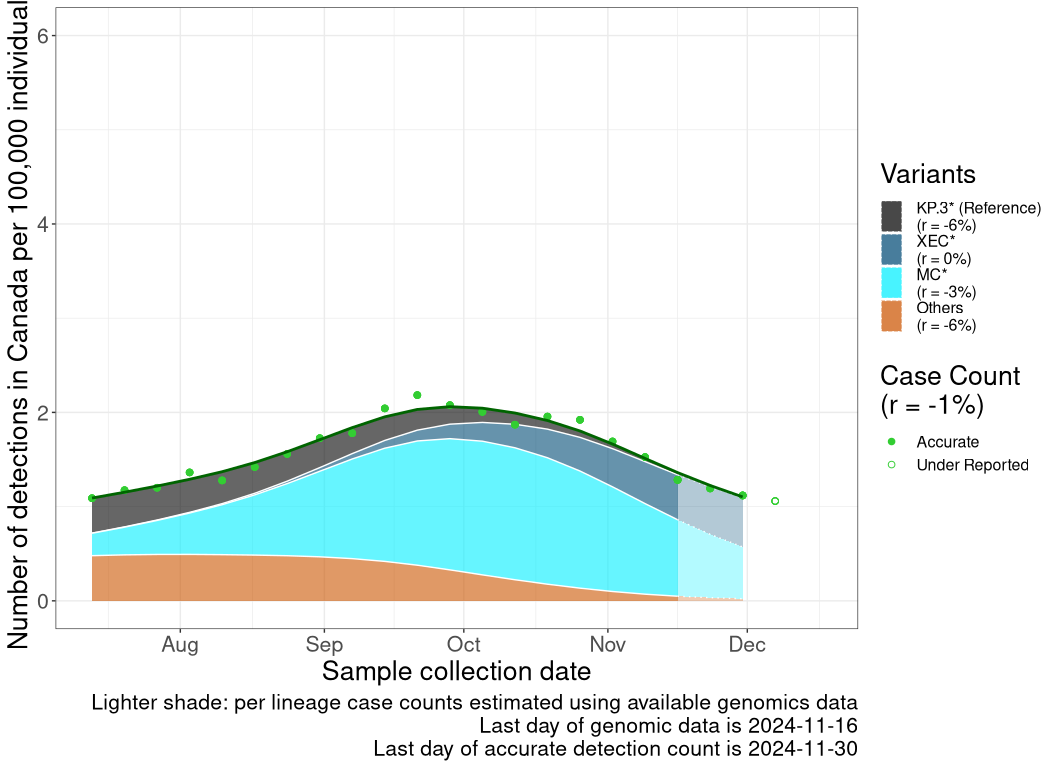 Number of detections in Canada per 100,000 individual
6
4
2
0
Aug Sep Oct Nov Dec
Sample collection date
Lighter shade: per lineage case counts estimated using available genomics data
Last day of genomic data is 2024-11-16
Last day of accurate detection count is 2024-11-30
Variants
KP.3* (Reference)
(r = -6%)
XEC*
(r = 0%)
MC*
(r = -3%)
Others
(r = -6%)
Case Count
(r = -1%)
Accurate
Under Reported